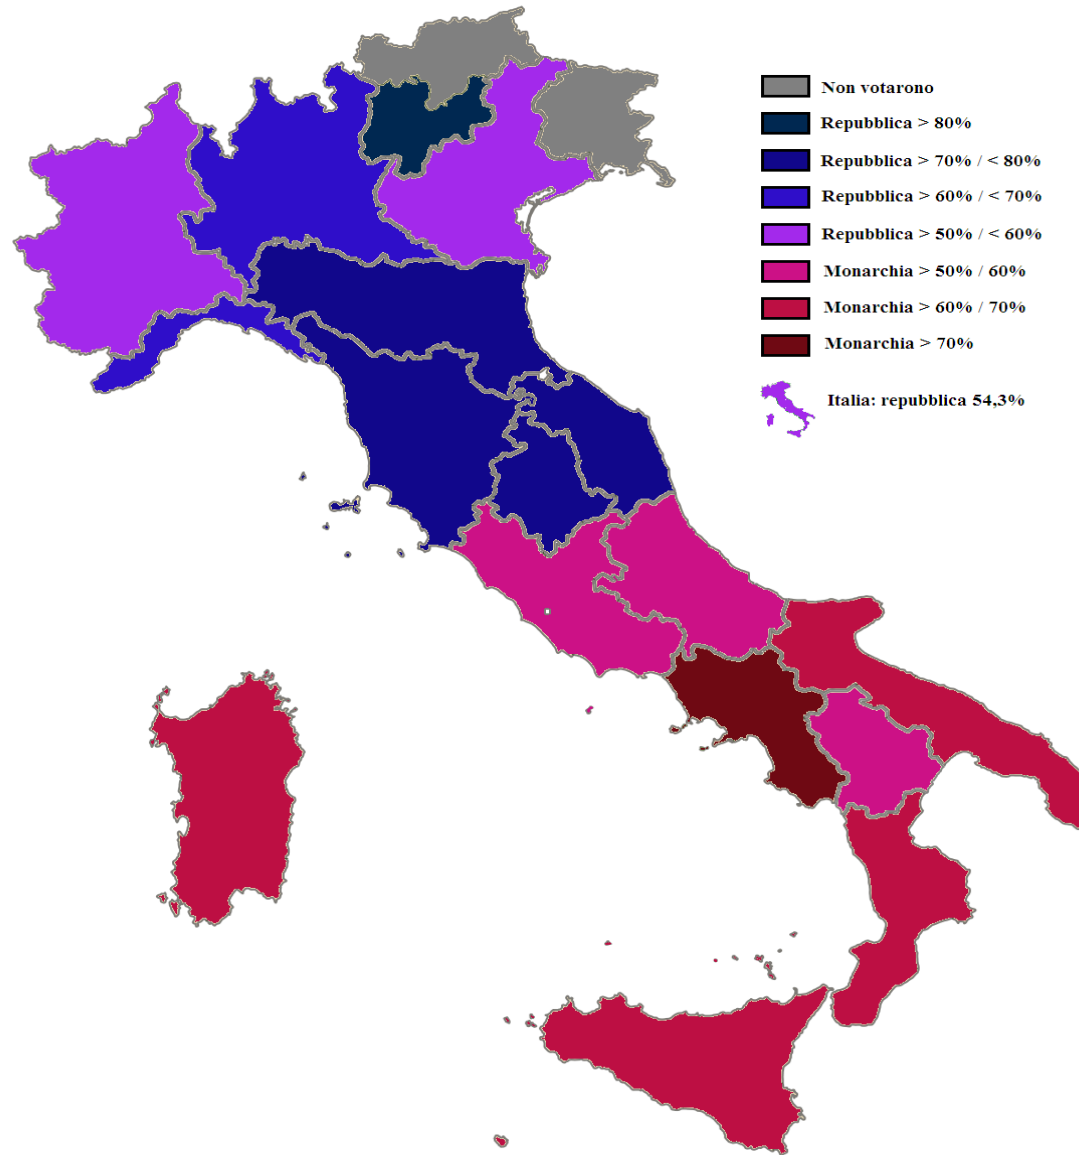 Non votarono
Repubblica > 80%
Repubblica > 70% / < 80%
Repubblica > 60% / < 70%
Repubblica > 50% / < 60%
Monarchia > 50% / 60%
Monarchia > 60% / 70%
Monarchia > 70%
Italia: repubblica 54,3%